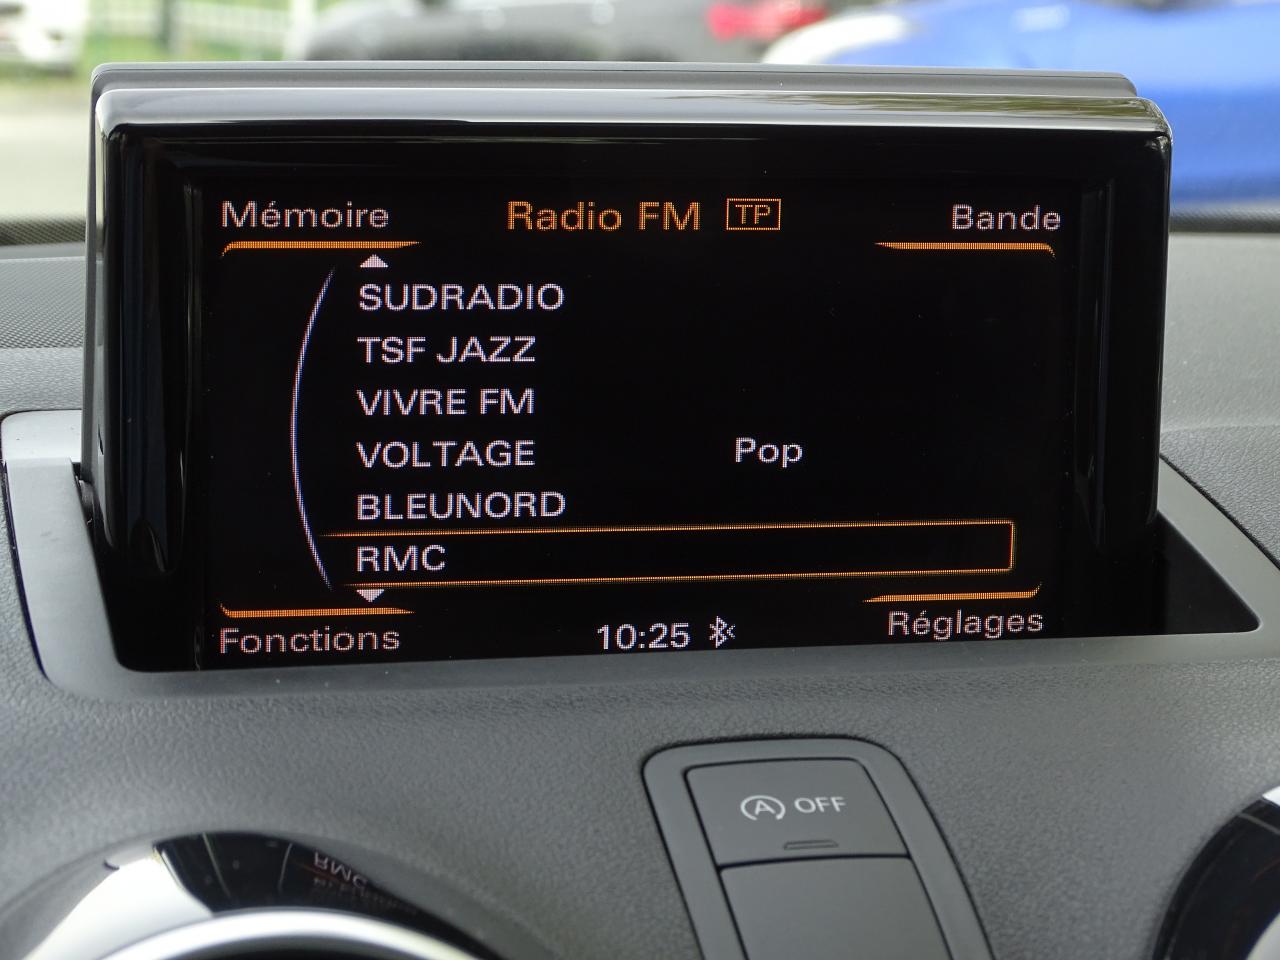 Mémoire Radio FM TP Bande
SUDRADIO
TSF JAZZ
VIVRE FM
VOLTAGE Pop
BLEUNORD
RMC
Fonctions 10:25 Réglages
A OFF
RMC